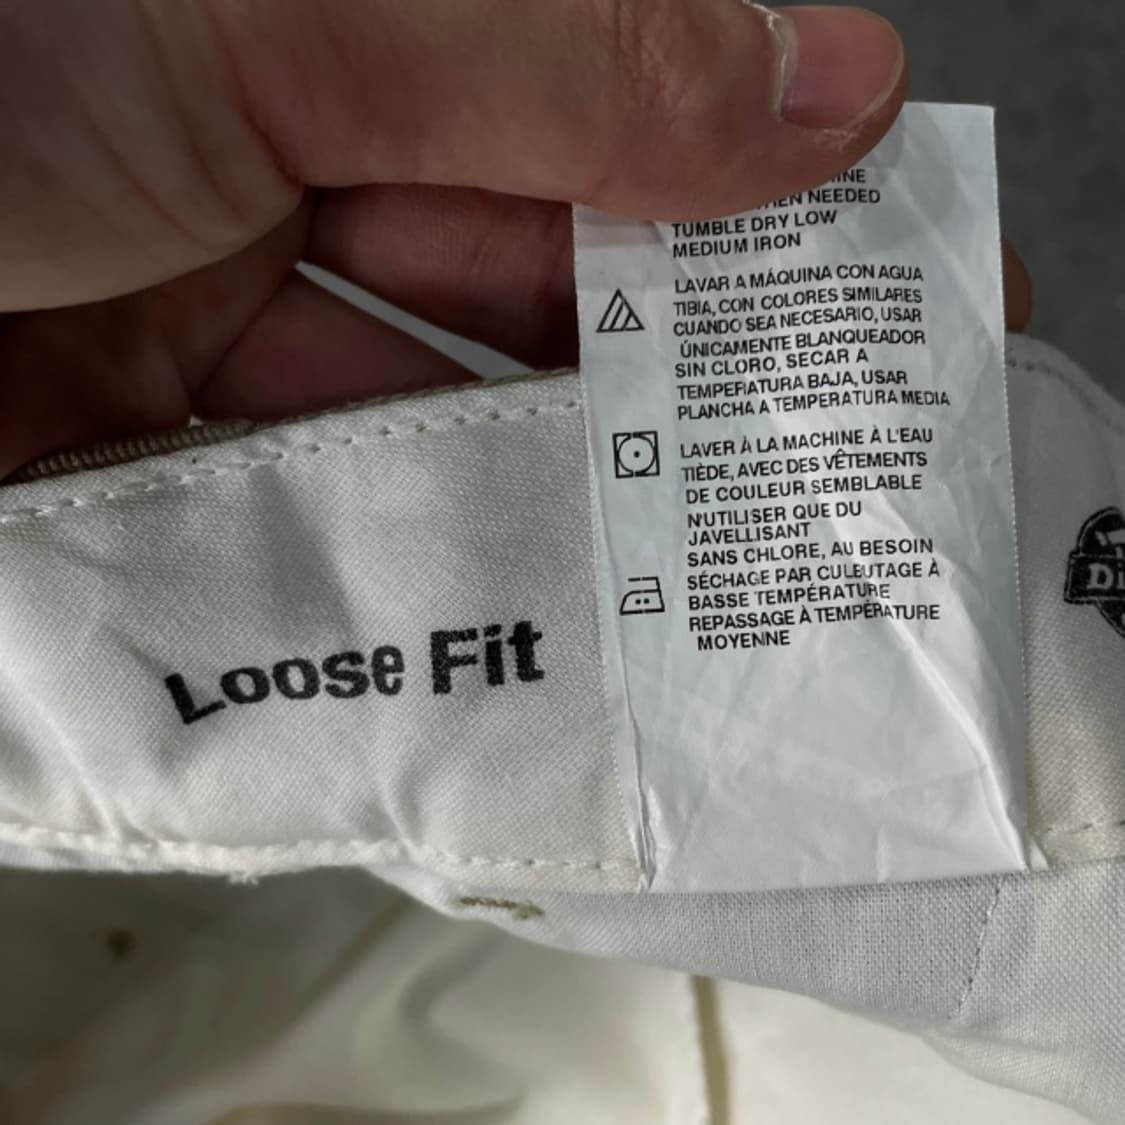 NEEDED
TUMBLE DRY LOW
MEDIUM IRON
LAVAR A MÁQUINA CON AGUA
TIBIA, CON COLORES SIMILARES
CUANDO SEA NECESARIO, USAR
ÚNICAMENTE BLANQUEADOR
SIN CLORO, SECAR A
TEMPERATURA BAJA, USAR
PLANCHA A TEMPERATURA MEDIA
LAVER À LA MACHINE À L'EAU
TIÈDE, AVEC DES VÊTEMENTS
DE COULEUR SEMBLABLE
N'UTILISER QUE DU
JAVELLISANT
SANS CHLORE, AU BESOIN
SÉCHAGE PAR CULBUTAGE À
BASSE TEMPÉRATURE
REPASSAGE À TEMPÉRATURE
MOYENNE
Loose Fit